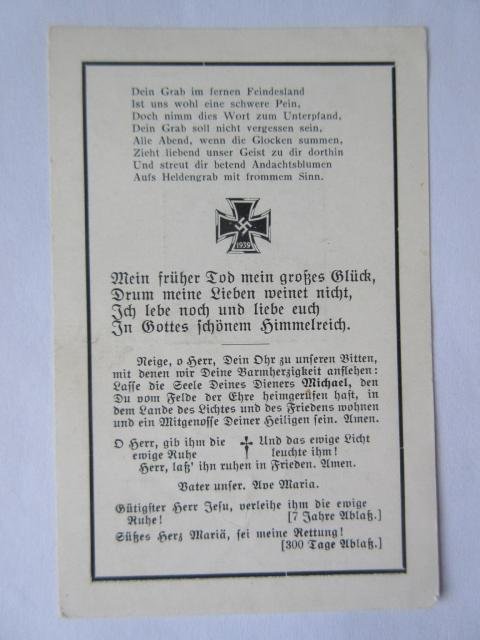 Dein Grab im fernen Feindesland
Ist uns wohl eine schwere Pein,
Doch nimm dies Wort zum Unterpfand,
Dein Grab soll nicht vergessen sein,
Alle Abend, wenn die Glocken summen,
Zieht liebend unser Geist zu dir dorthin
Und streut dir betend Andachtsblumen
Aufs Heldengrab mit frommem Sinn.
1939
Mein früher Tod mein großes Glück,
Drum meine Lieben weinet nicht,
Ich lebe noch und liebe euch
In Gottes schönem Himmelreich.
Neige, o Herr, Dein Ohr zu unseren Bitten,
mit denen wir Deine Barmherzigkeit anflehen:
Lasse die Seele Deines Dieners Michael, den
Du vom Felde der Ehre heimgerufen hast, in
dem Lande des Lichtes und des Friedens wohnen
und ein Mitgenosse Deiner Heiligen sein. Amen.
O Herr, gib ihm die ewige Ruhe † Und das ewige Licht leuchte ihm!
Herr, laß' ihn ruhen in Frieden. Amen.
Vater unser. Ave Maria.
Gütigster Herr Jesu, verleihe ihm die ewige
Ruhe! [7 Jahre Ablaß.]
Süßes Herz Mariä, sei meine Rettung!
[300 Tage Ablaß.]